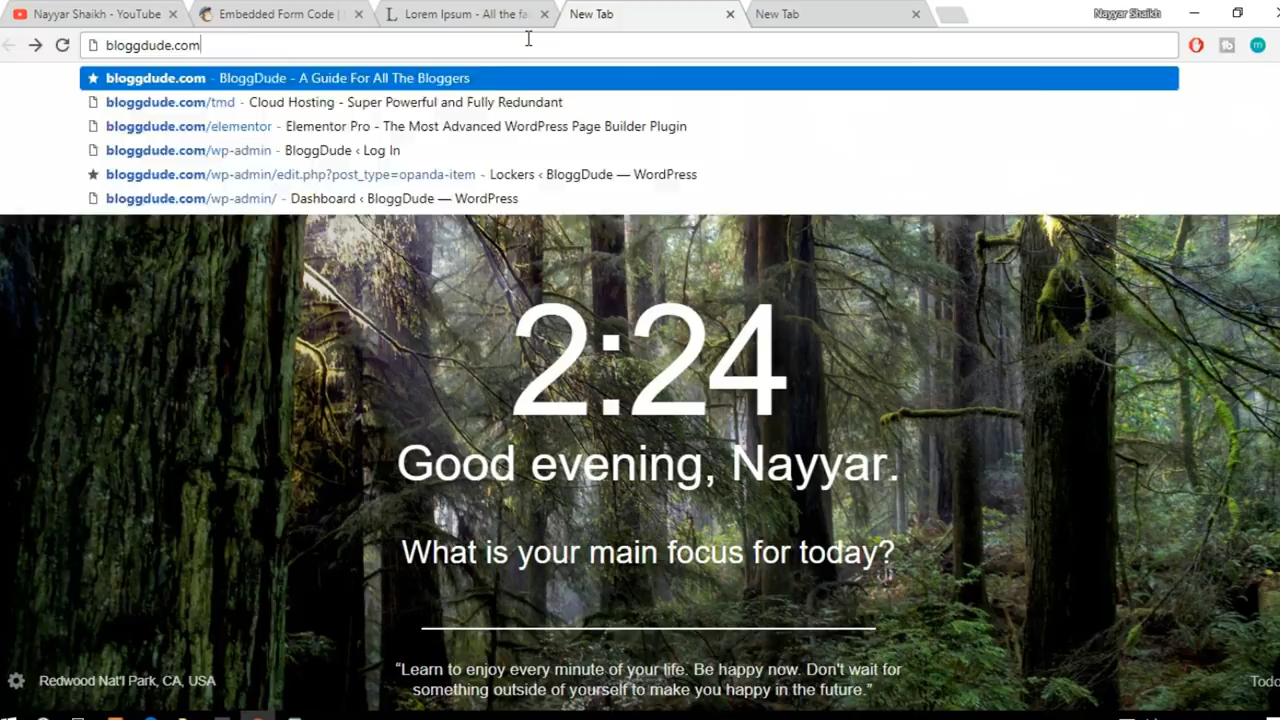 Nayyar Shaikh - YouTube
Embedded Form Code |
Lorem Ipsum - All the fa
New Tab
New Tab
Nayyar Shaikh
bloggdude.com
bloggdude.com - BloggDude - A Guide For All The Bloggers
bloggdude.com/tmd - Cloud Hosting - Super Powerful and Fully Redundant
bloggdude.com/elementor - Elementor Pro - The Most Advanced WordPress Page Builder Plugin
bloggdude.com/wp-admin - BloggDude ‹ Log In
bloggdude.com/wp-admin/edit.php?post_type=opanda-item - Lockers ‹ BloggDude — WordPress
bloggdude.com/wp-admin/ - Dashboard ‹ BloggDude — WordPress
2:24
Good evening, Nayyar.
What is your main focus for today?
“Learn to enjoy every minute of your life. Be happy now. Don't wait for
something outside of yourself to make you happy in the future.”
Redwood Nat'l Park, CA, USA
Todo